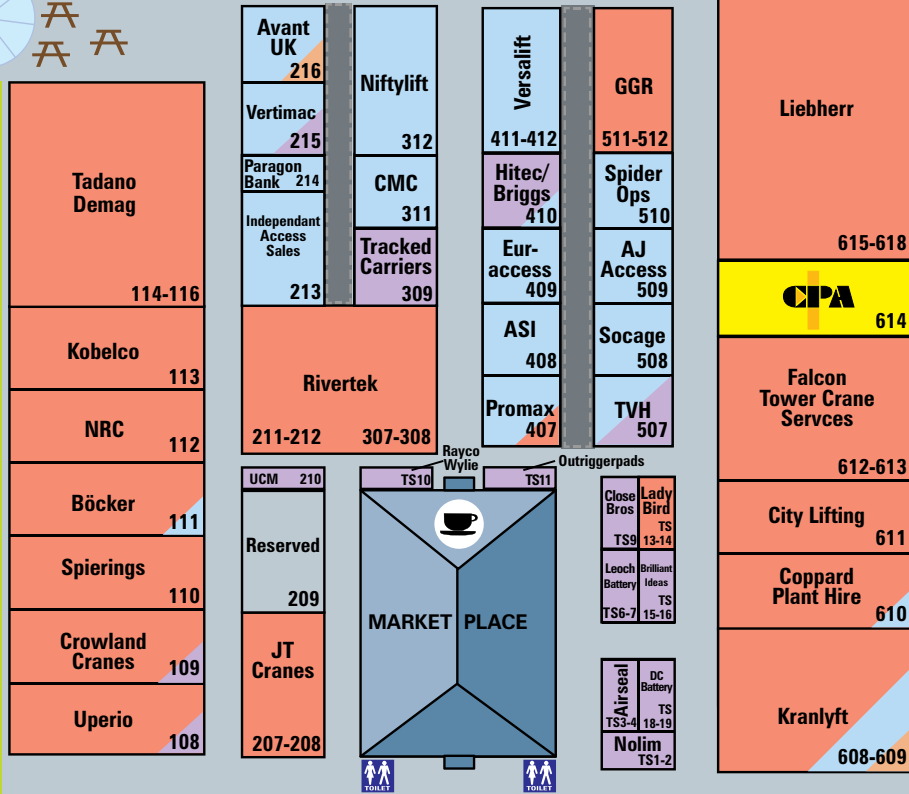 Tadano
Demag
114-116
Kobelco
113
NRC
112
Böcker
111
Spierings
110
Crowland
Cranes
109
Uperio
108
Avant
UK
216
Vertimac
215
Paragon
Bank 214
Independant
Access
Sales
213
Niftylift
312
CMC
311
Tracked
Carriers
309
Rivertek
211-212 307-308
UCM 210
Reserved
209
JT
Cranes
207-208
Versalift
411-412
Hitec/
Briggs
410
Eur-
access
409
ASI
408
Promax
407
GGR
511-512
Spider
Ops
510
AJ
Access
509
Socage
508
TVH
507
Rayco
Wylie
TS10
Outriggerpads
TS11
MARKET PLACE
TOILET
TOILET
Close
Bros
TS9
Lady
Bird
TS
13-14
Leoch
Battery
TS6-7
Brilliant
Ideas
TS
15-16
Airseal
TS3-4
DC
Battery
TS
18-19
Nolim
TS1-2
Liebherr
615-618
CPA
614
Falcon
Tower Crane
Servces
612-613
City Lifting
611
Coppard
Plant Hire
610
Kranlyft
608-609